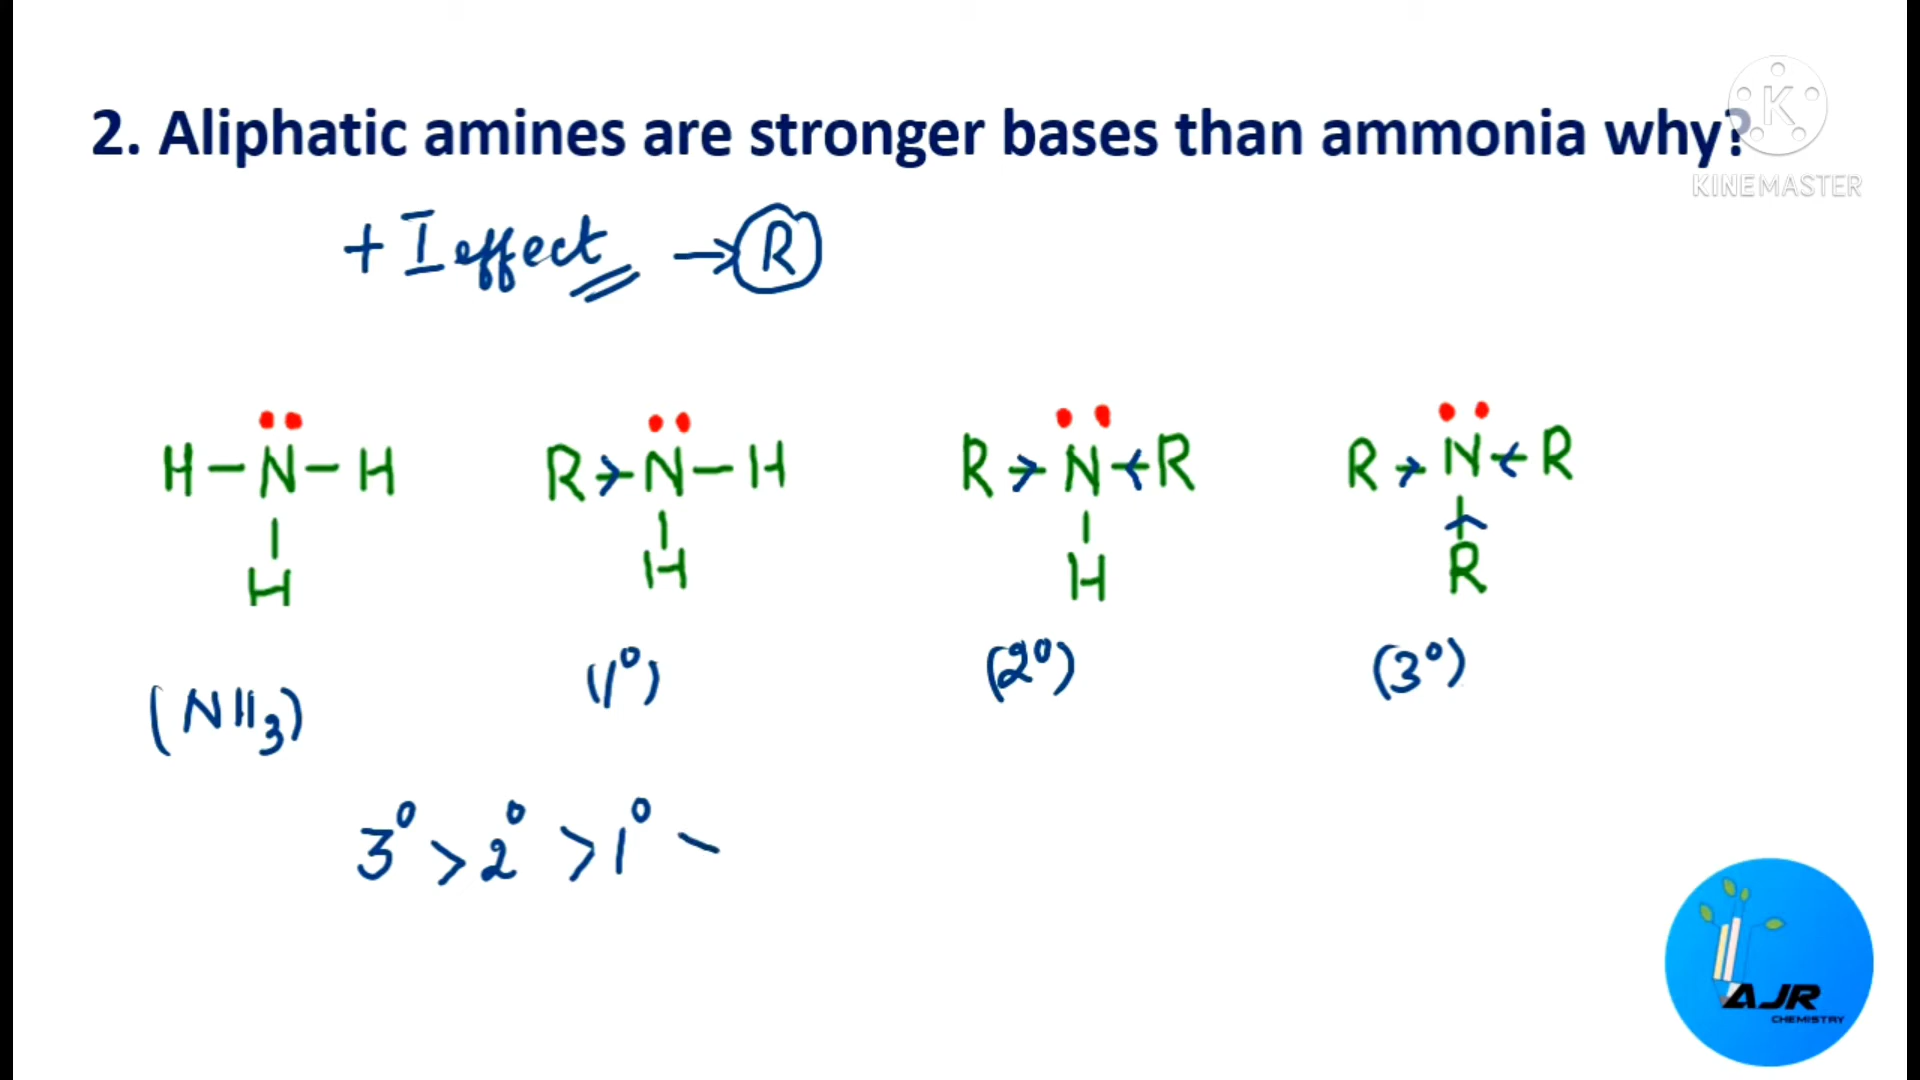 2. Aliphatic amines are stronger bases than ammonia why?
KINEMASTER
+ I effect → R
H – N – H
H
R – N – H
H
R – N – R
H
R – N – R
R
(NH3)
(1°)
(2°)
(3°)
3° > 2° > 1°
AJR
CHEMISTRY